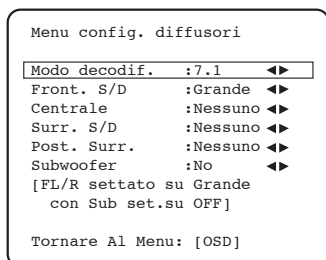 Menu config. diffusori
Modo decodif. :7.1 ◄►
Front. S/D :Grande ◄►
Centrale :Nessuno ◄►
Surr. S/D :Nessuno ◄►
Post. Surr. :Nessuno ◄►
Subwoofer :No ◄►
[FL/R settato su Grande
con Sub set.su OFF]
Tornare Al Menu: [OSD]